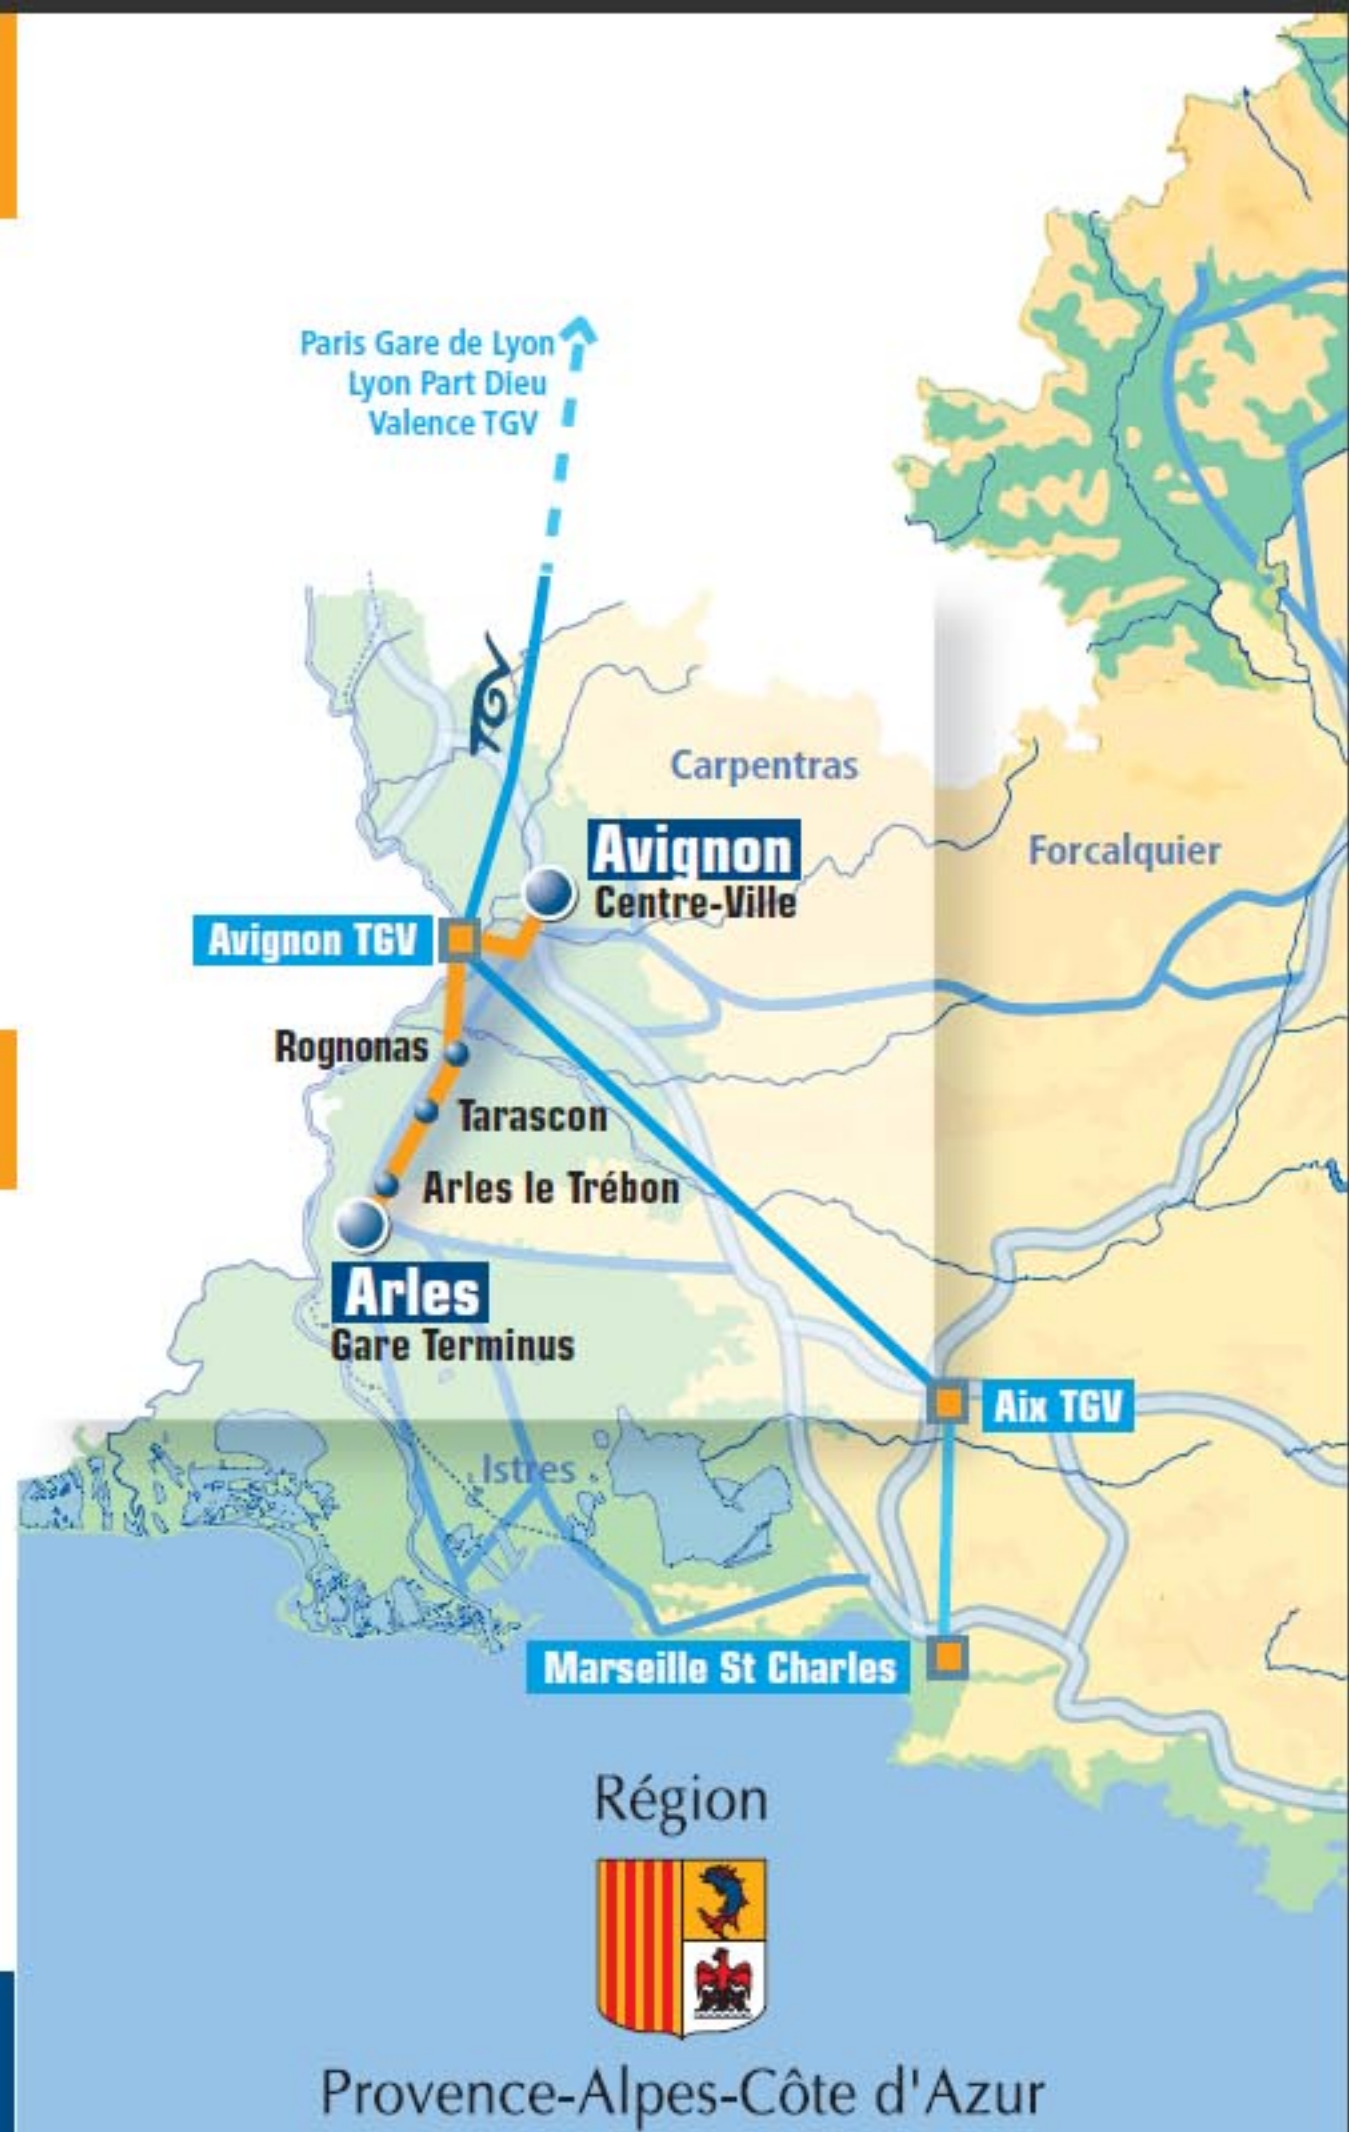 Paris Gare de Lyon
Lyon Part Dieu
Valence TGV
TGV
Carpentras
Avignon
Centre-Ville
Forcalquier
Avignon TGV
Rognonas
Tarascon
Arles le Trébon
Arles
Gare Terminus
Aix TGV
Istres
Marseille St Charles
Région
Provence-Alpes-Côte d'Azur